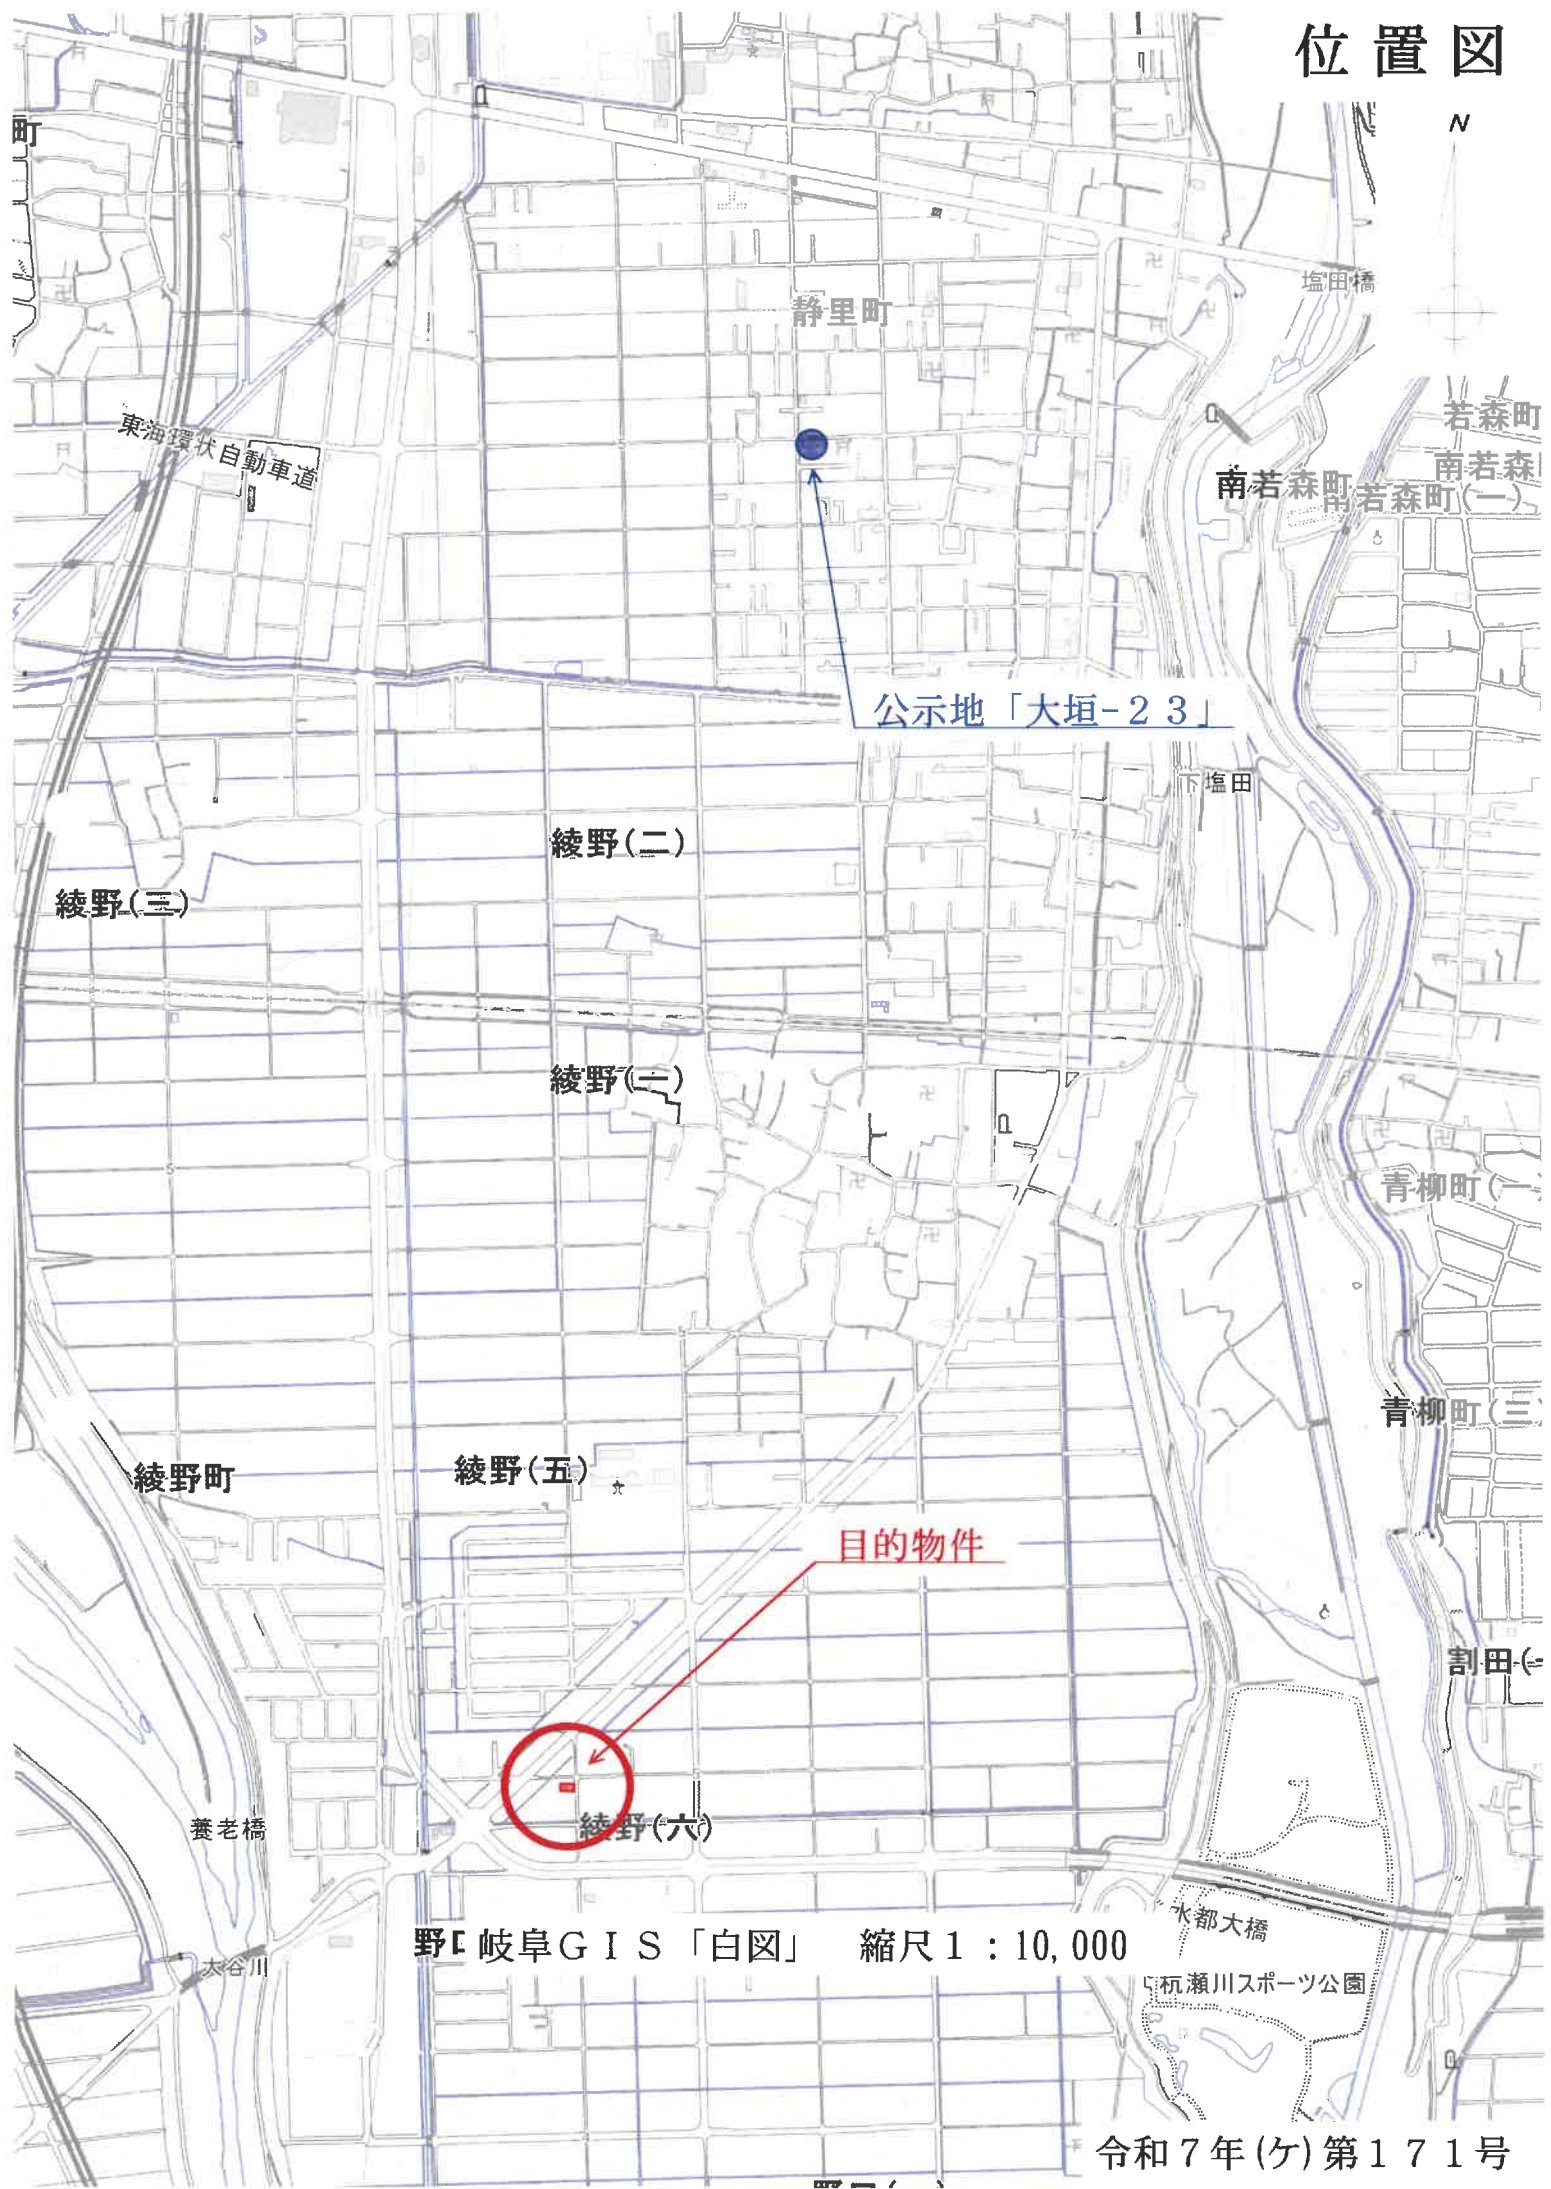 位置図
N
町
静里町
塩田橋
東海環状自動車道
若森町
南若森
南若森町
南若森町(一)
公示地「大垣-２３」
下塩田
綾野(二)
綾野(三)
綾野(一)
青柳町(一)
青柳町(三)
綾野町
綾野(五)
目的物件
割田(
養老橋
綾野(六)
水都大橋
野口
岐阜ＧＩＳ「白図」　縮尺１：10,000
大谷川
杭瀬川スポーツ公園
令和７年(ケ)第１７１号